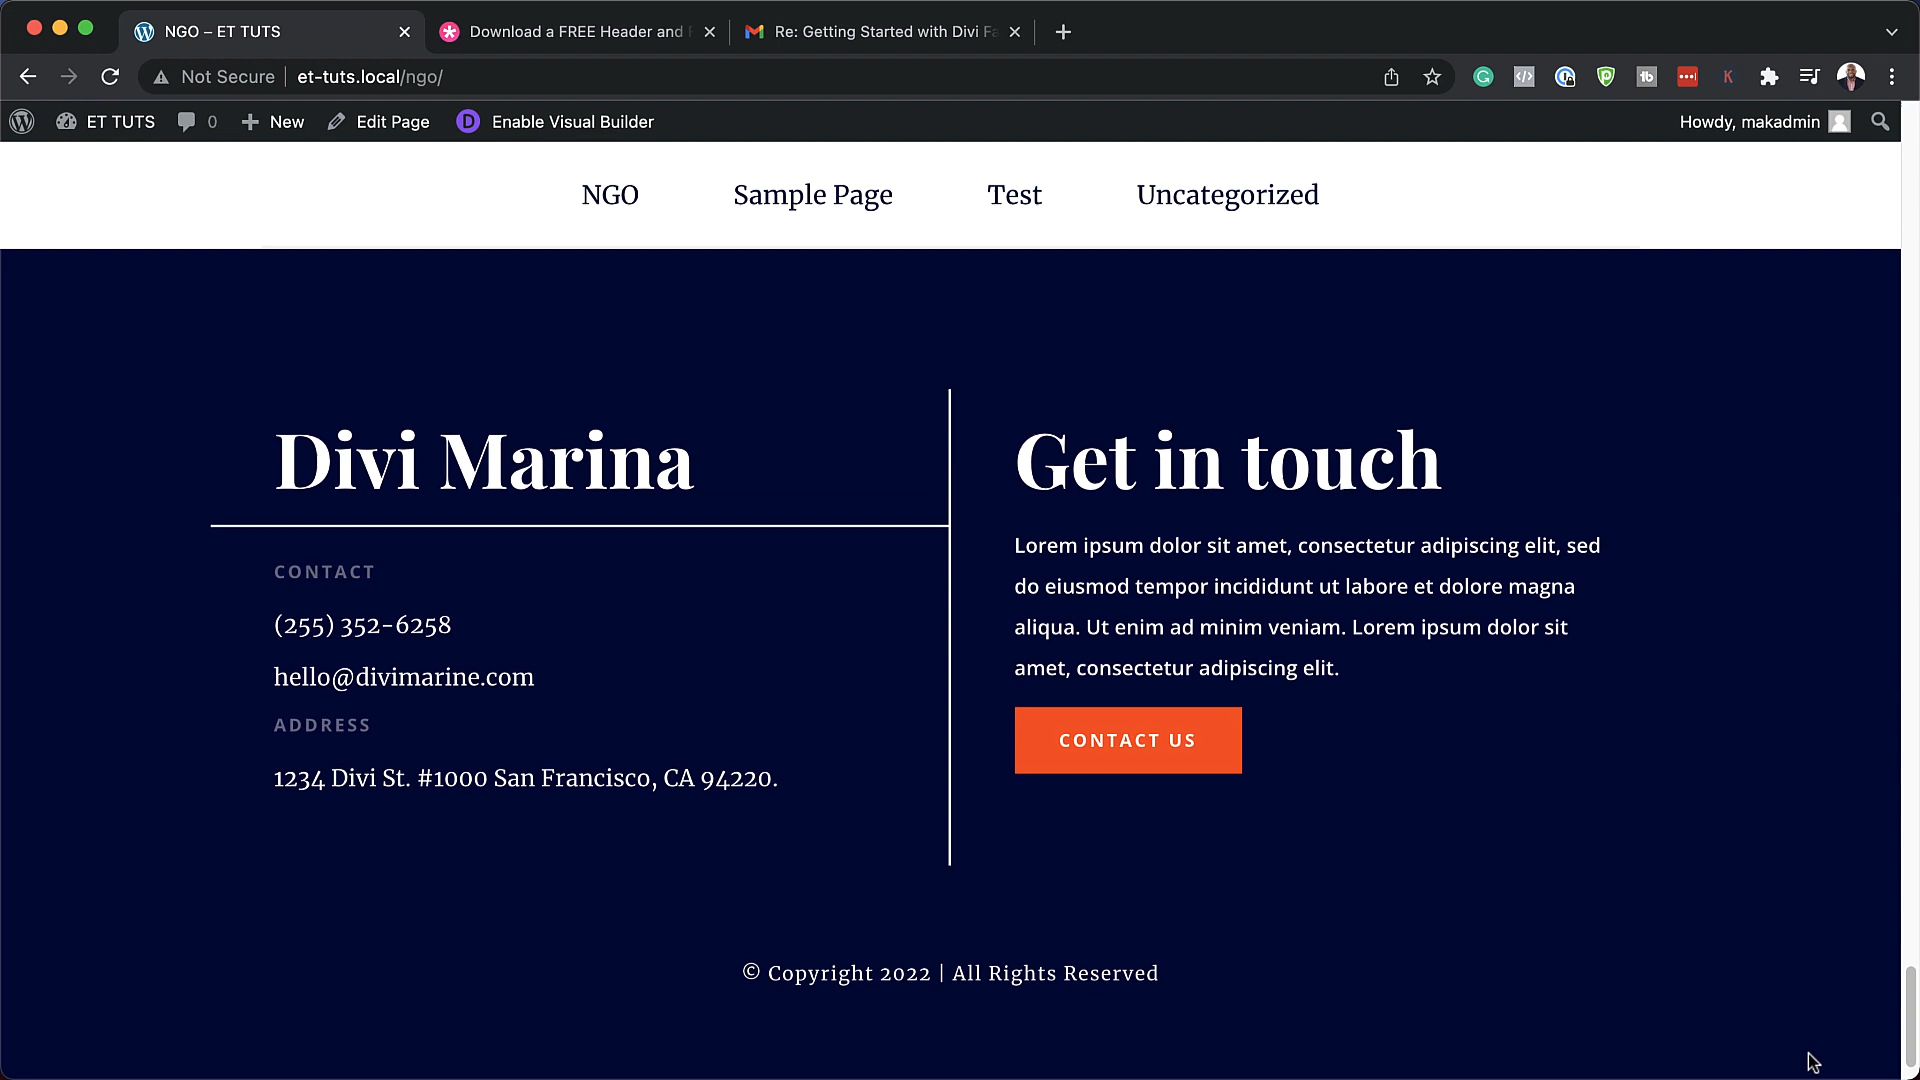 NGO – ET TUTS
Download a FREE Header and
Re: Getting Started with Divi Fa
Not Secure
et-tuts.local/ngo/
ET TUTS
0
New
Edit Page
D
Enable Visual Builder
Howdy, makadmin
NGO
Sample Page
Test
Uncategorized
Divi Marina
CONTACT
(255) 352-6258
hello@divimarine.com
ADDRESS
1234 Divi St. #1000 San Francisco, CA 94220.
Get in touch
Lorem ipsum dolor sit amet, consectetur adipiscing elit, sed
do eiusmod tempor incididunt ut labore et dolore magna
aliqua. Ut enim ad minim veniam. Lorem ipsum dolor sit
amet, consectetur adipiscing elit.
CONTACT US
© Copyright 2022 | All Rights Reserved